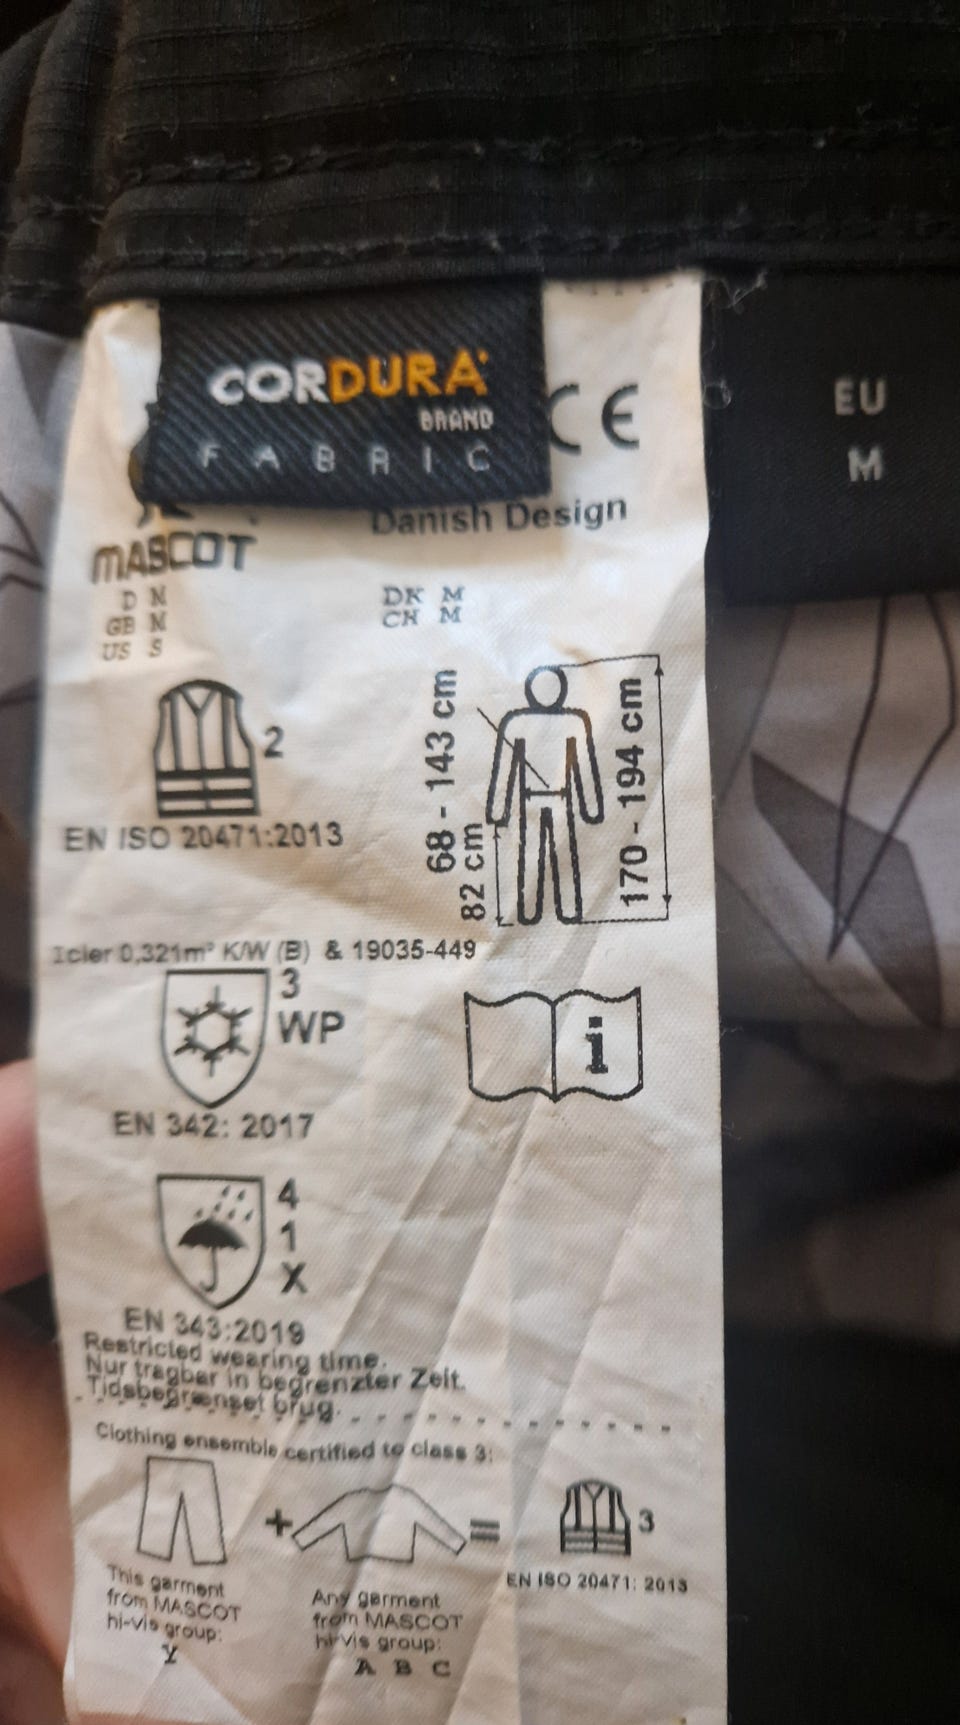 CORDURA
BRAND
FABRIC
CE
EU
M
Danish Design
MASCOT
D M
GB M
US S
DK M
CN M
2
EN ISO 20471:2013
68 - 143 cm
82 cm
170 - 194 cm
Icler 0,321m² K/W (B) & 19035-449
3
WP
i
EN 342: 2017
4
1
X
EN 343:2019
Restricted wearing time.
Nur tragbar in begrenzter Zeit.
Tidsbegrænset brug.
Clothing ensemble certified to class 3:
+
=
3
EN ISO 20471: 2013
This garment
from MASCOT
hi-vis group:
Y
Any garment
from MASCOT
hi-vis group:
A B C